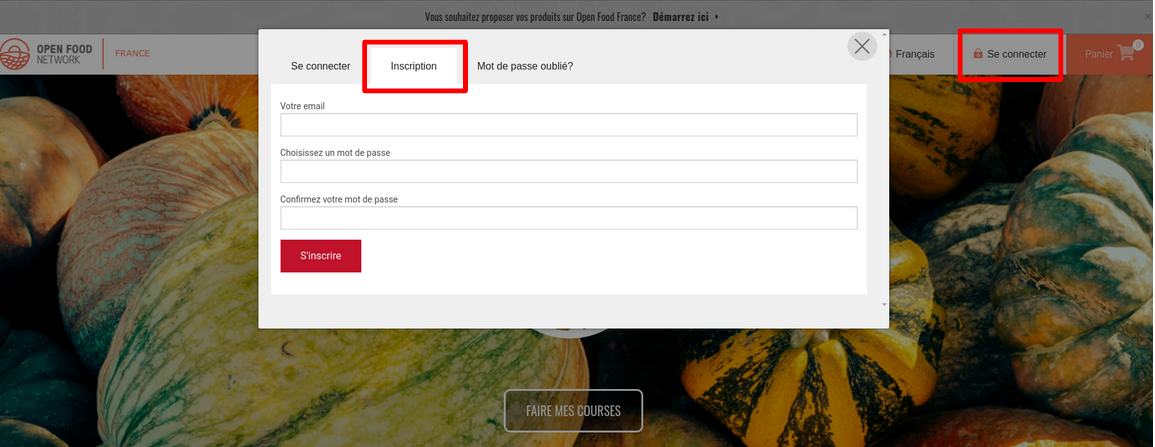 Vous souhaitez proposer vos produits sur Open Food France? Démarrez ici
OPEN FOOD
NETWORK
FRANCE
Français
Se connecter
Panier
0
Se connecter
Inscription
Mot de passe oublié?
Votre email
Choisissez un mot de passe
Confirmez votre mot de passe
S'inscrire
FAIRE MES COURSES